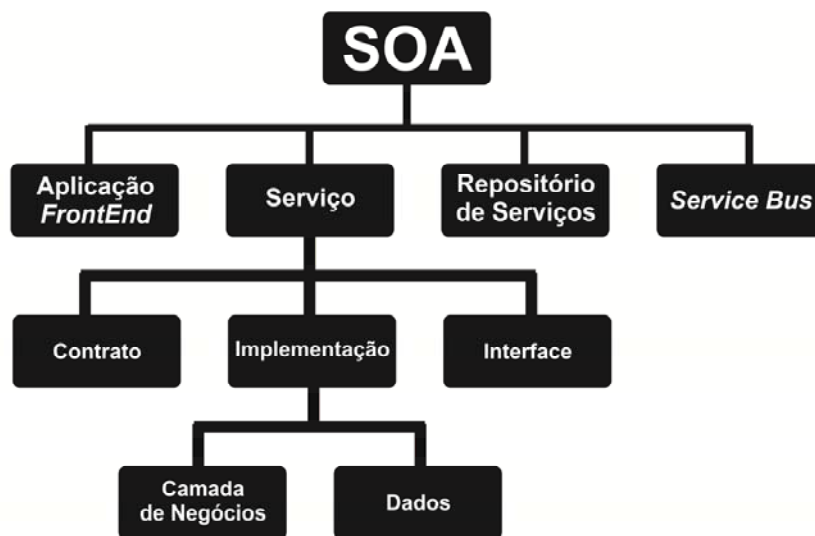 SOA
Aplicação
FrontEnd
Serviço
Repositório
de Serviços
Service Bus
Contrato
Implementação
Interface
Camada
de Negócios
Dados